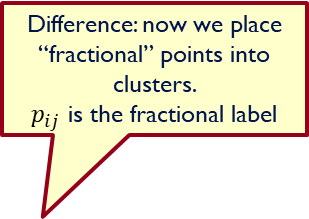 Difference: now we place
“fractional” points into
clusters.
𝑝𝑖𝑗 is the fractional label